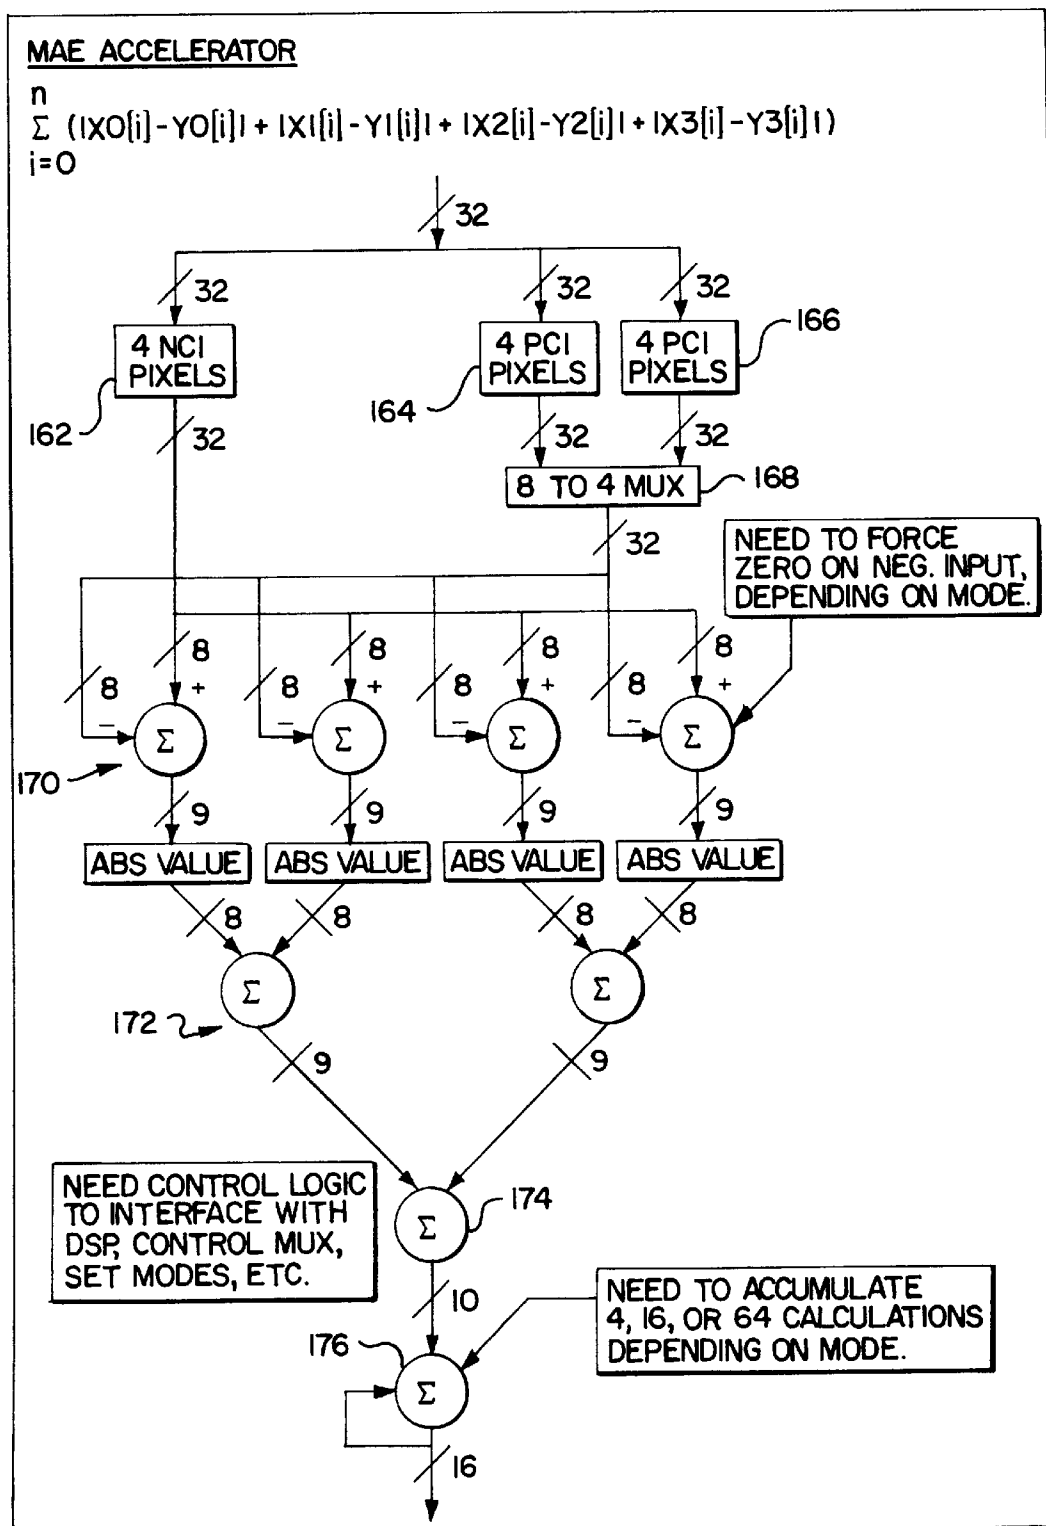 MAE ACCELERATOR
n
Σ (|X0[i]-Y0[i]| + |X1[i]-Y1[i]| + |X2[i]-Y2[i]| + |X3[i]-Y3[i]|)
i=0
32
32
32
32
4 NCI
PIXELS
4 PCI
PIXELS
4 PCI
PIXELS
166
162
164
32
32
32
8 TO 4 MUX
168
32
NEED TO FORCE
ZERO ON NEG. INPUT,
DEPENDING ON MODE.
8
8
8
8
8
8
8
8
+
+
+
+
-
-
-
-
Σ
Σ
Σ
Σ
170
9
9
9
9
ABS VALUE
ABS VALUE
ABS VALUE
ABS VALUE
8
8
8
8
Σ
Σ
172
9
9
NEED CONTROL LOGIC
TO INTERFACE WITH
DSP, CONTROL MUX,
SET MODES, ETC.
Σ
174
10
NEED TO ACCUMULATE
4, 16, OR 64 CALCULATIONS
DEPENDING ON MODE.
176
Σ
16